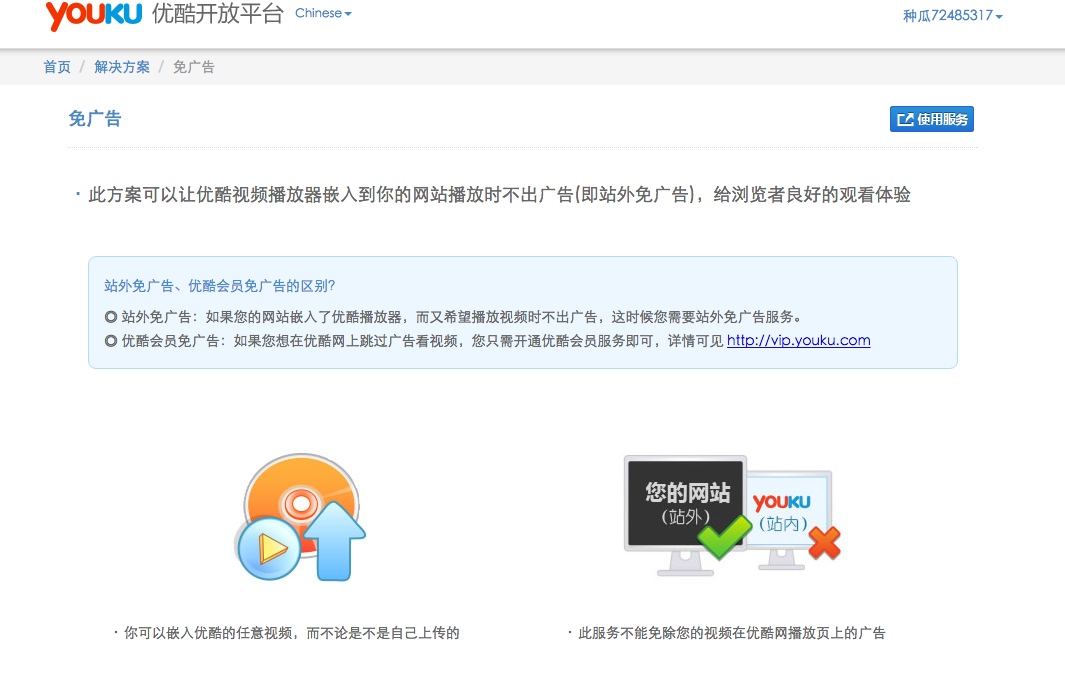 YOUKU 优酷开放平台 Chinese
种瓜72485317
首页 / 解决方案 / 免广告
免广告
使用服务
· 此方案可以让优酷视频播放器嵌入到你的网站播放时不出广告(即站外免广告)，给浏览者良好的观看体验
站外免广告、优酷会员免广告的区别?
◎ 站外免广告：如果您的网站嵌入了优酷播放器，而又希望播放视频时不出广告，这时候您需要站外免广告服务。
◎ 优酷会员免广告：如果您想在优酷网上跳过广告看视频，您只需开通优酷会员服务即可，详情可见 http://vip.youku.com
您的网站
（站外）
YOUKU
（站内）
· 你可以嵌入优酷的任意视频，而不论是不是自己上传的
· 此服务不能免除您的视频在优酷网播放页上的广告